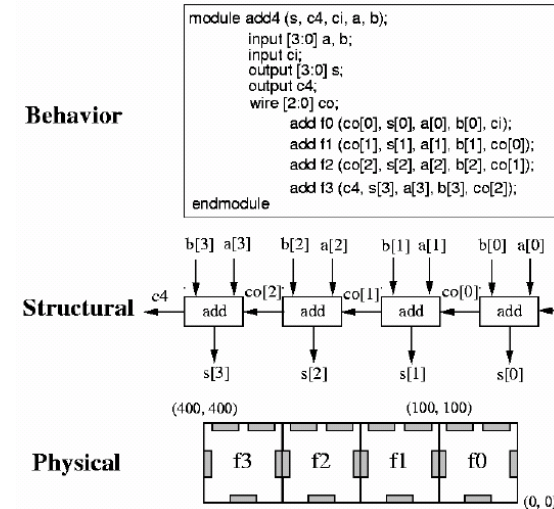 module add4 (s, c4, ci, a, b);
input [3:0] a, b;
input ci;
output [3:0] s;
output c4;
wire [2:0] co;
Behavior
add f0 (co[0], s[0], a[0], b[0], ci);
add f1 (co[1], s[1], a[1], b[1], co[0]);
add f2 (co[2], s[2], a[2], b[2], co[1]);
add f3 (c4, s[3], a[3], b[3], co[2]);
endmodule
b[3] a[3] b[2] a[2] b[1] a[1] b[0] a[0]
c4 co[2] co[1] co[0]
Structural add add add add
s[3] s[2] s[1] s[0]
(400, 400) (100, 100)
Physical f3 f2 f1 f0
(0, 0)